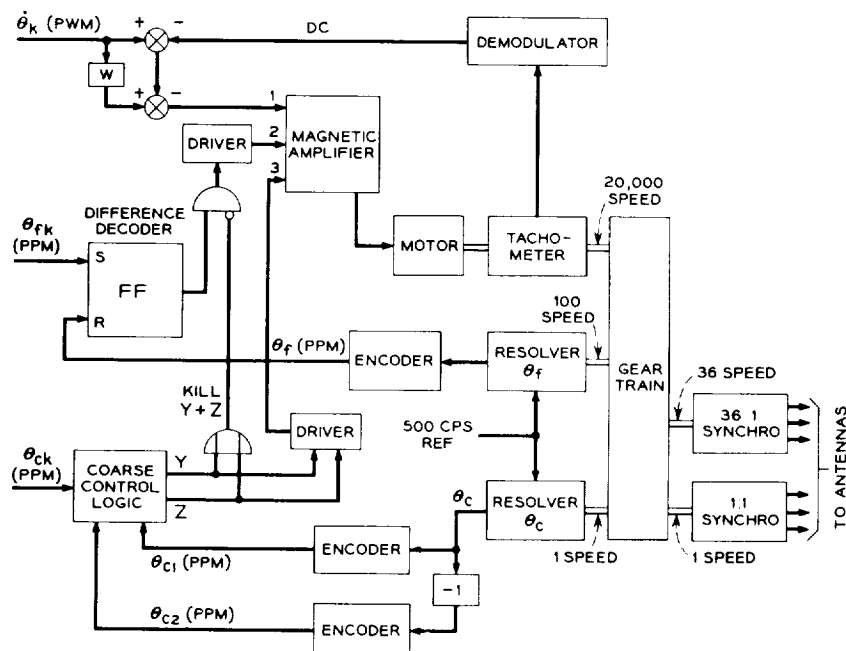 θ̇k (PWM)
+
−
DC
DEMODULATOR
W
+
−
1
2
3
DRIVER
MAGNETIC
AMPLIFIER
20,000
SPEED
DIFFERENCE
DECODER
θfk
(PPM)
S
FF
R
MOTOR
TACHO-
METER
100
SPEED
θf (PPM)
ENCODER
RESOLVER
θf
GEAR
TRAIN
36 SPEED
KILL
Y + Z
500 CPS
REF
36 1
SYNCHRO
DRIVER
θck
(PPM)
COARSE
CONTROL
LOGIC
Y
Z
θc
RESOLVER
θc
1:1
SYNCHRO
TO ANTENNAS
ENCODER
1 SPEED
1 SPEED
θc1 (PPM)
−1
θc2 (PPM)
ENCODER